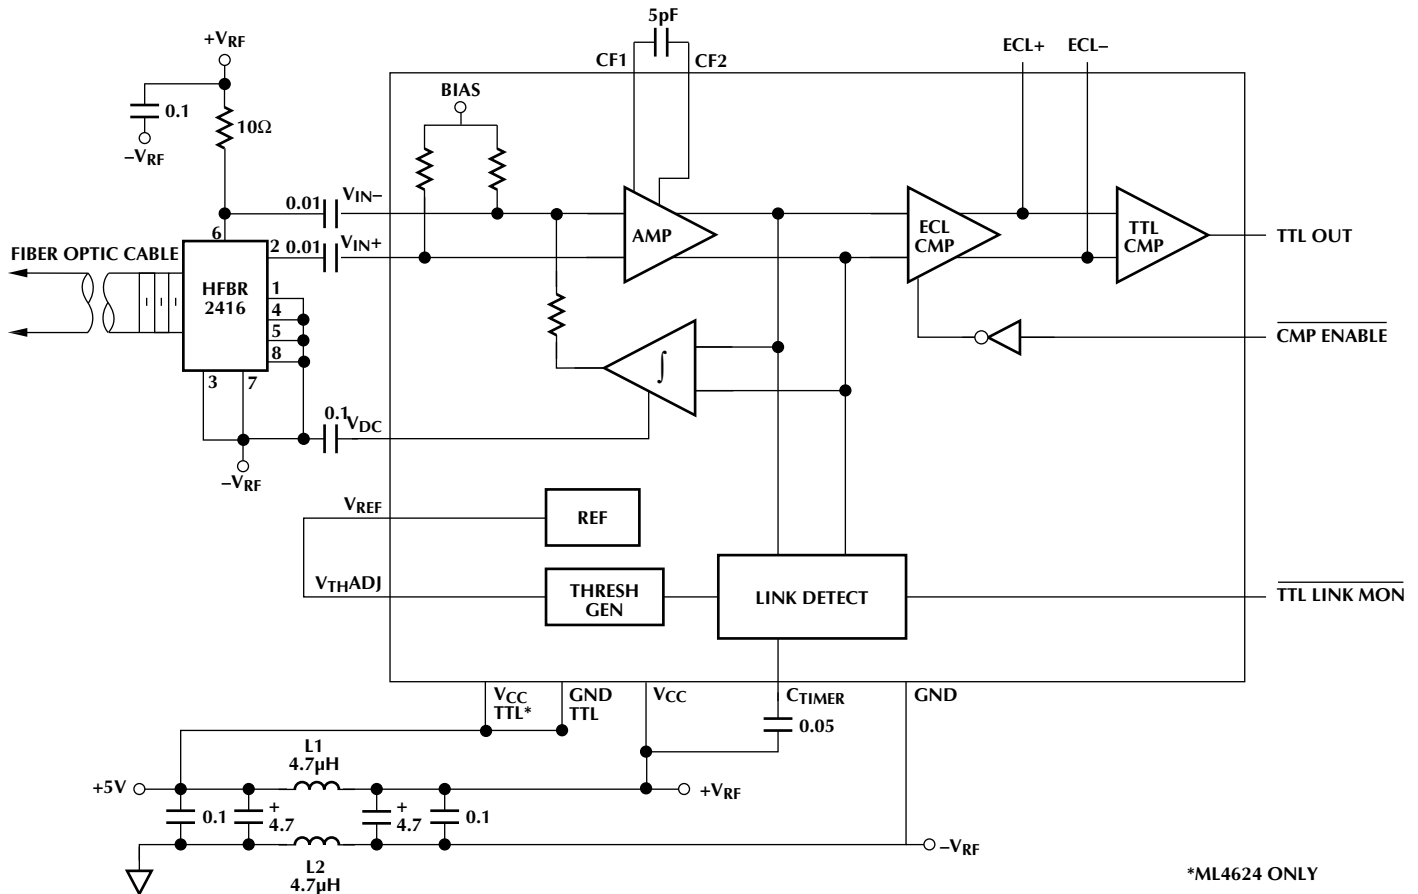 5pF
+VRF
CF1
CF2
ECL+
ECL–
BIAS
0.1
10Ω
–VRF
0.01
VIN–
6
2
0.01
VIN+
AMP
ECL
CMP
TTL
CMP
TTL OUT
FIBER OPTIC CABLE
HFBR
2416
1
4
5
8
3
7
∫
CMP ENABLE
0.1
VDC
–VRF
VREF
REF
VTHADJ
THRESH
GEN
LINK DETECT
TTL LINK MON
VCC
TTL*
GND
TTL
VCC
CTIMER
GND
0.05
L1
4.7µH
+5V
+VRF
0.1
+
4.7
+
4.7
0.1
–VRF
L2
4.7µH
*ML4624 ONLY